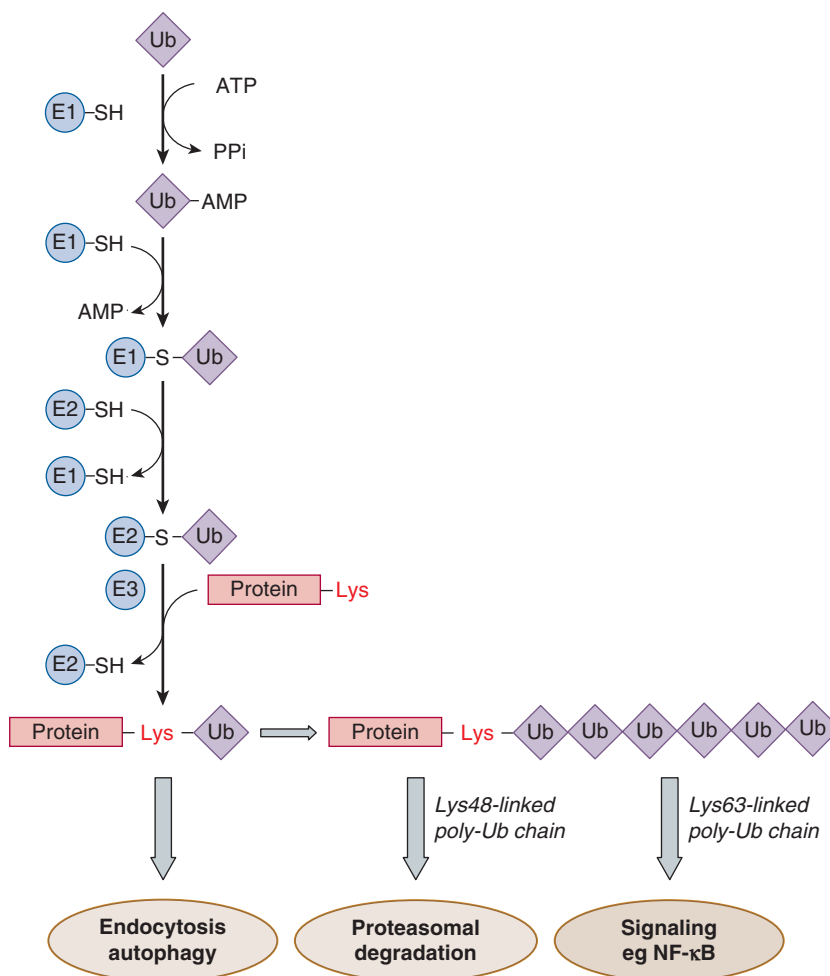 Ub
ATP
E1-SH
PPi
Ub-AMP
E1-SH
AMP
E1-S-Ub
E2-SH
E1-SH
E2-S-Ub
E3 Protein-Lys
E2-SH
Protein-Lys-Ub Protein-Lys-Ub Ub Ub Ub Ub Ub
Lys48-linked
poly-Ub chain
Lys63-linked
poly-Ub chain
Endocytosis
autophagy
Proteasomal
degradation
Signaling
eg NF-κB